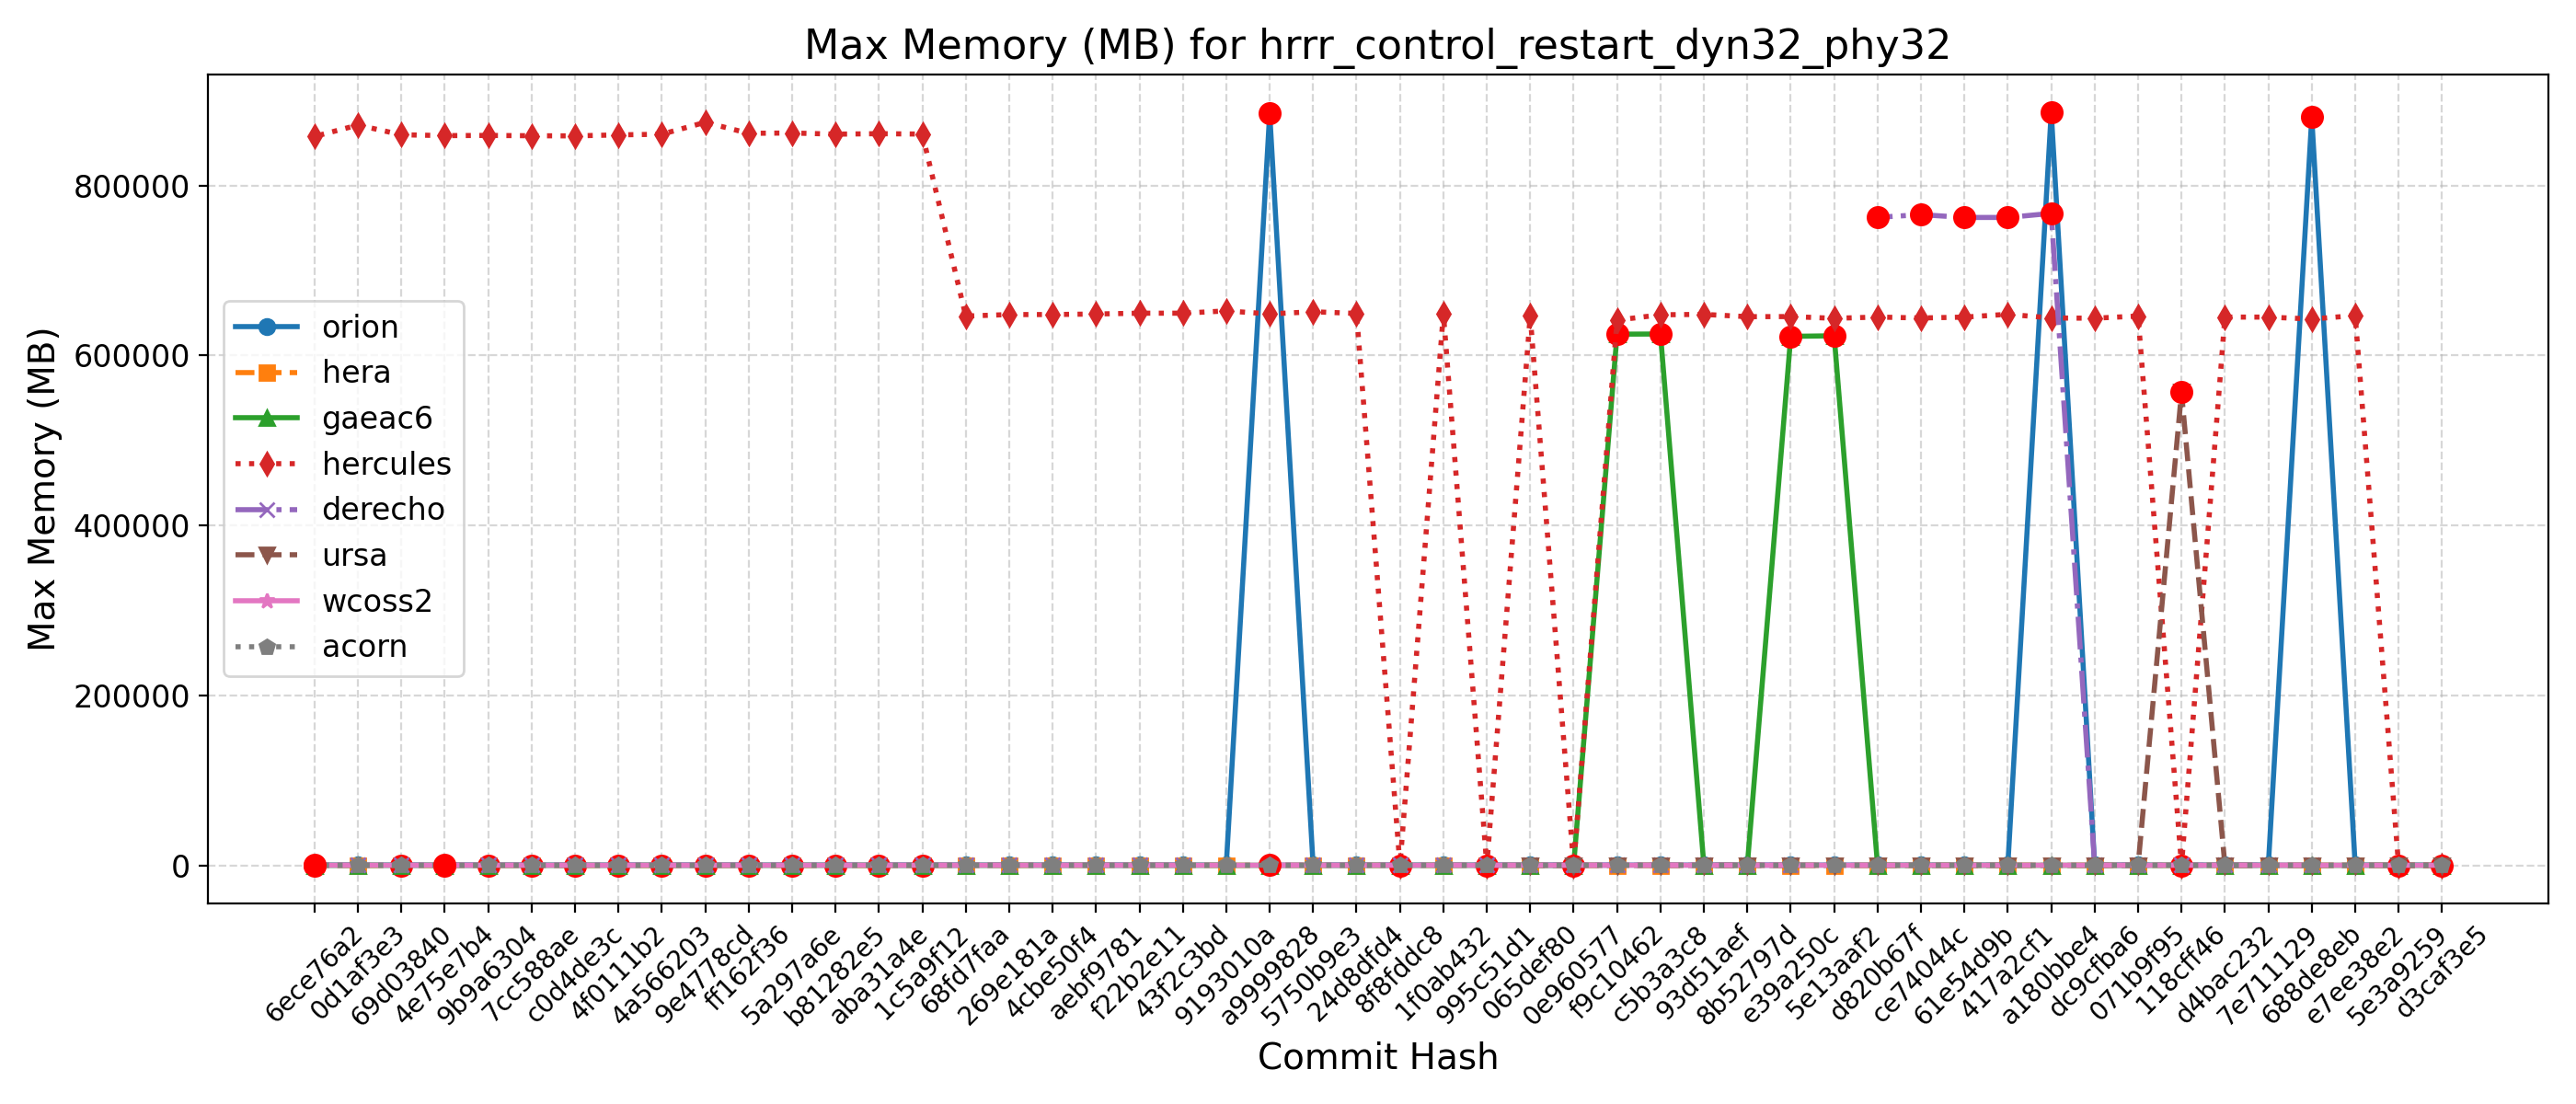 Max Memory (MB) for hrrr_control_restart_dyn32_phy32
Max Memory (MB)
800000
600000
400000
200000
0
orion
hera
gaeac6
hercules
derecho
ursa
wcoss2
acorn
6ece76a2
0d1af3e3
69d03840
4e75e7b4
9b9a6304
7cc588ae
c0d4de3c
4f0111b2
4a566203
9e4778cd
ff162f36
5a297a6e
b81282e5
aba31a4e
1c5a9f12
68fd7faa
269e181a
4cbe50f4
aebf9781
f22b2e11
43f2c3bd
9193010a
a9999828
5750b9e3
24d8dfd4
8f8fddc8
1f0ab432
995c51d1
065def80
0e960577
f9c10462
c5b3a3c8
93d51aef
8b52797d
e39a250c
5e13aaf2
d820b67f
ce74044c
61e54d9b
417a2cf1
a180bbe4
dc9cfba6
071b9f95
118cff46
d4bac232
7e711129
688de8eb
e7ee38e2
5e3a9259
d3caf3e5
Commit Hash